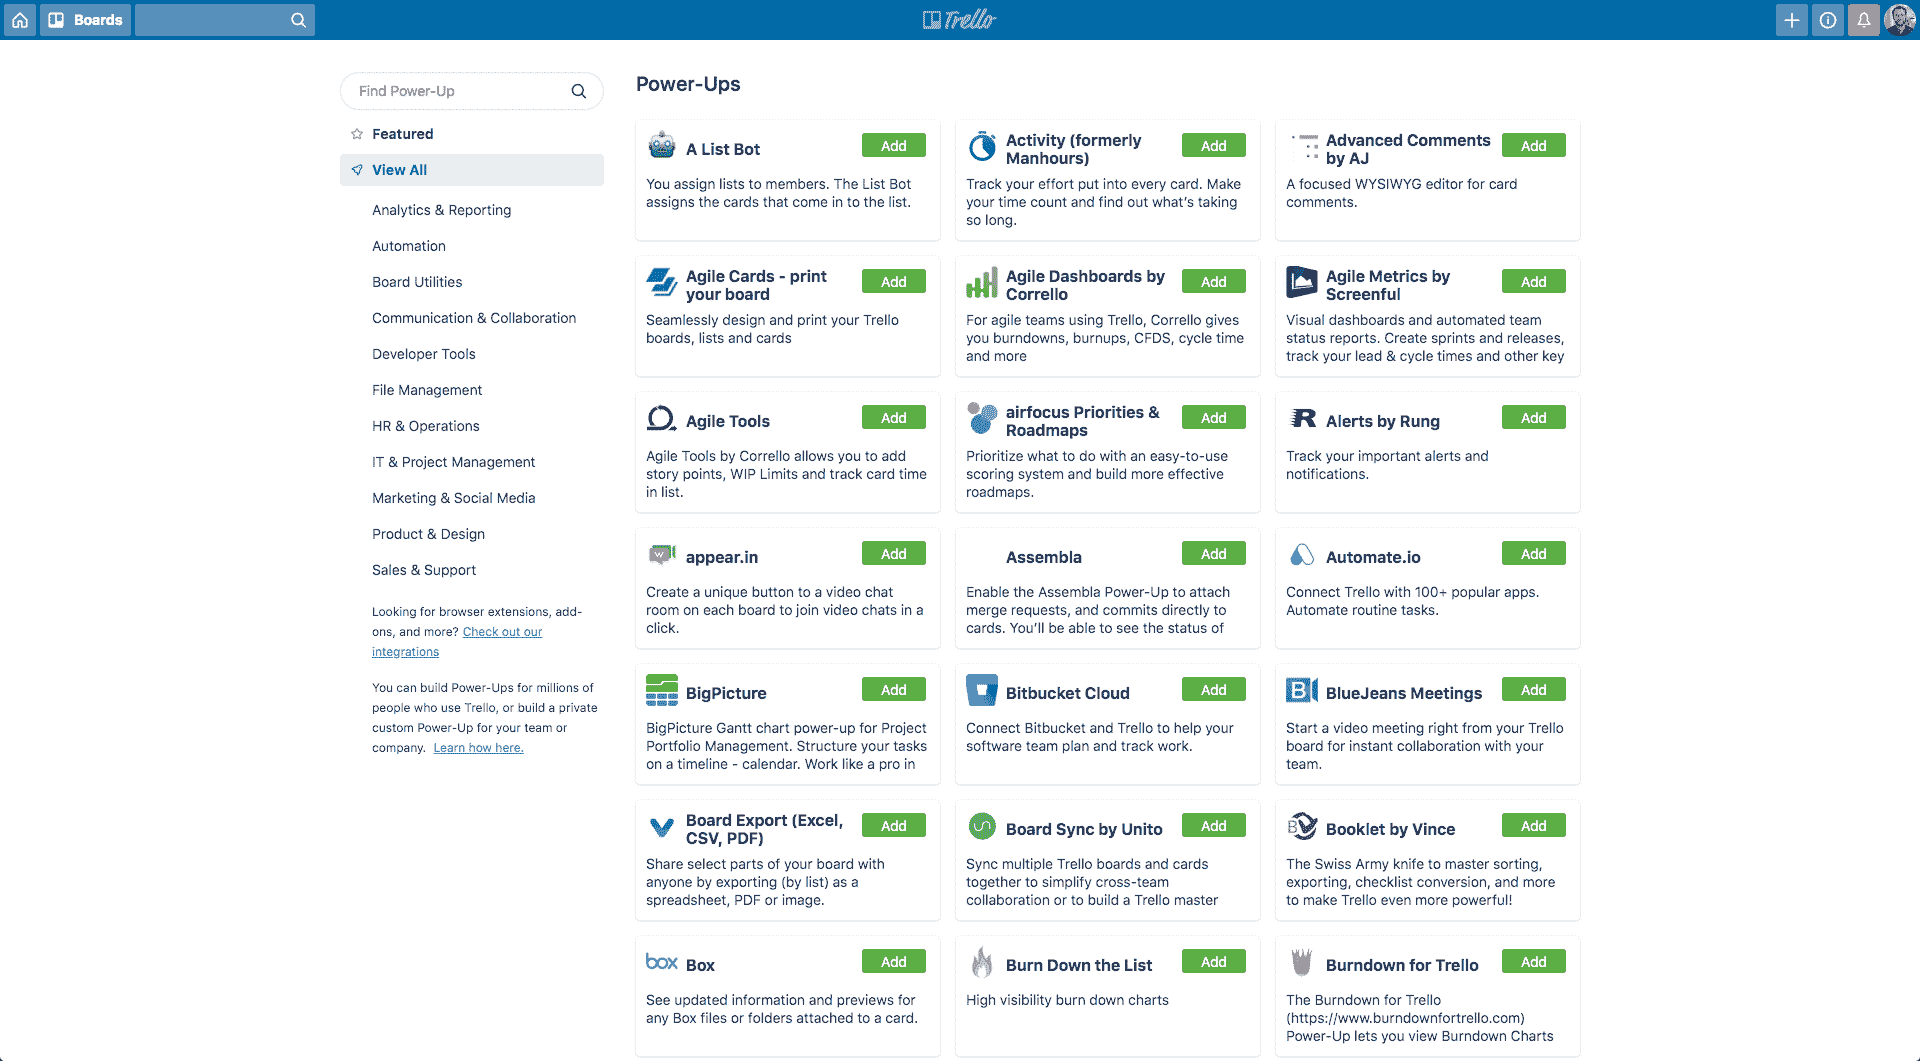 Boards
Trello
Find Power-Up
Featured
View All
Analytics & Reporting
Automation
Board Utilities
Communication & Collaboration
Developer Tools
File Management
HR & Operations
IT & Project Management
Marketing & Social Media
Product & Design
Sales & Support
Looking for browser extensions, add-
ons, and more? Check out our
integrations
You can build Power-Ups for millions of
people who use Trello, or build a private
custom Power-Up for your team or
company. Learn how here.
Power-Ups
A List Bot
Add
You assign lists to members. The List Bot
assigns the cards that come in to the list.
Activity (formerly
Manhours)
Add
Track your effort put into every card. Make
your time count and find out what's taking
so long.
Advanced Comments
by AJ
Add
A focused WYSIWYG editor for card
comments.
Agile Cards - print
your board
Add
Seamlessly design and print your Trello
boards, lists and cards
Agile Dashboards by
Corrello
Add
For agile teams using Trello, Corrello gives
you burndowns, burnups, CFDS, cycle time
and more
Agile Metrics by
Screenful
Add
Visual dashboards and automated team
status reports. Create sprints and releases,
track your lead & cycle times and other key
Agile Tools
Add
Agile Tools by Corrello allows you to add
story points, WIP Limits and track card time
in list.
airfocus Priorities &
Roadmaps
Add
Prioritize what to do with an easy-to-use
scoring system and build more effective
roadmaps.
R
Alerts by Rung
Add
Track your important alerts and
notifications.
w
appear.in
Add
Create a unique button to a video chat
room on each board to join video chats in a
click.
Assembla
Add
Enable the Assembla Power-Up to attach
merge requests, and commits directly to
cards. You'll be able to see the status of
Automate.io
Add
Connect Trello with 100+ popular apps.
Automate routine tasks.
BigPicture
Add
BigPicture Gantt chart power-up for Project
Portfolio Management. Structure your tasks
on a timeline - calendar. Work like a pro in
Bitbucket Cloud
Add
Connect Bitbucket and Trello to help your
software team plan and track work.
B
BlueJeans Meetings
Add
Start a video meeting right from your Trello
board for instant collaboration with your
team.
Board Export (Excel,
CSV, PDF)
Add
Share select parts of your board with
anyone by exporting (by list) as a
spreadsheet, PDF or image.
Board Sync by Unito
Add
Sync multiple Trello boards and cards
together to simplify cross-team
collaboration or to build a Trello master
BV
Booklet by Vince
Add
The Swiss Army knife to master sorting,
exporting, checklist conversion, and more
to make Trello even more powerful!
box
Box
Add
See updated information and previews for
any Box files or folders attached to a card.
Burn Down the List
Add
High visibility burn down charts
Burndown for Trello
Add
The Burndown for Trello
(https://www.burndownfortrello.com)
Power-Up lets you view Burndown Charts